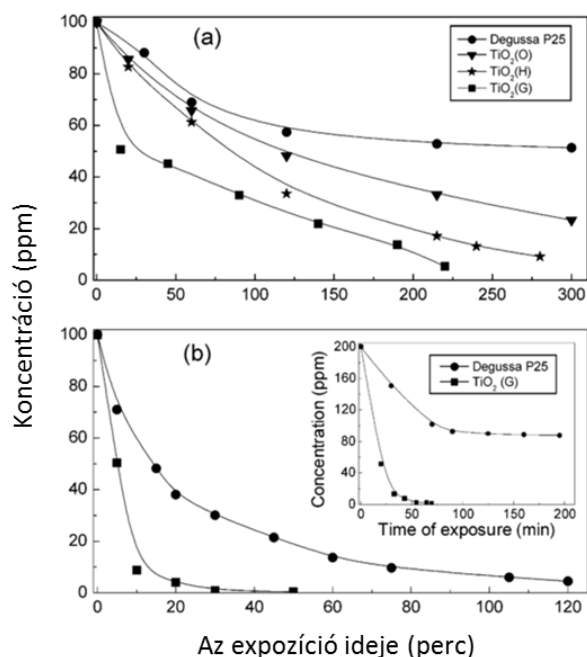 Koncentráció (ppm)
(a)
Degussa P25
TiO₂(O)
TiO₂(H)
TiO₂(G)
100
80
60
40
20
0
0 50 100 150 200 250 300
(b)
100
80
60
40
20
0
0 20 40 60 80 100 120
Concentration (ppm)
200
160
120
80
40
0
Degussa P25
TiO₂ (G)
0 50 100 150 200
Time of exposure (min)
Az expozíció ideje (perc)